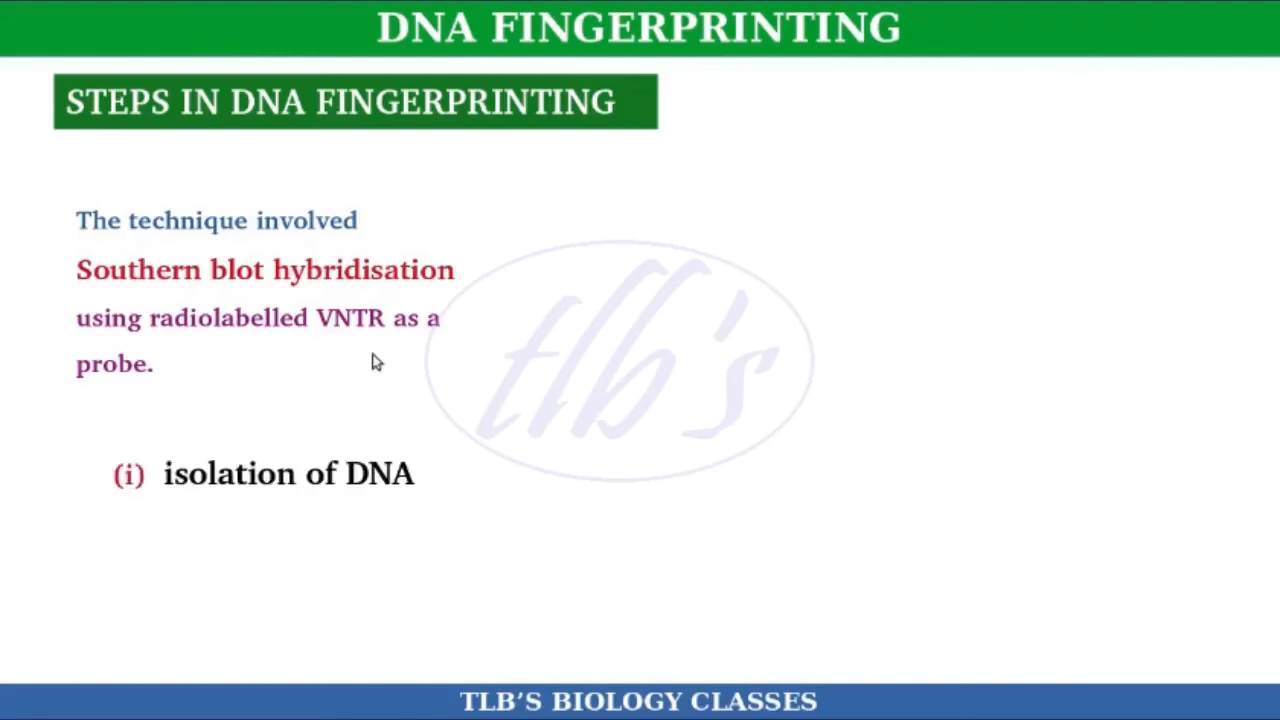 DNA FINGERPRINTING
STEPS IN DNA FINGERPRINTING
The technique involved
Southern blot hybridisation
using radiolabelled VNTR as a
probe.
tlb's
(i) isolation of DNA
TLB’S BIOLOGY CLASSES